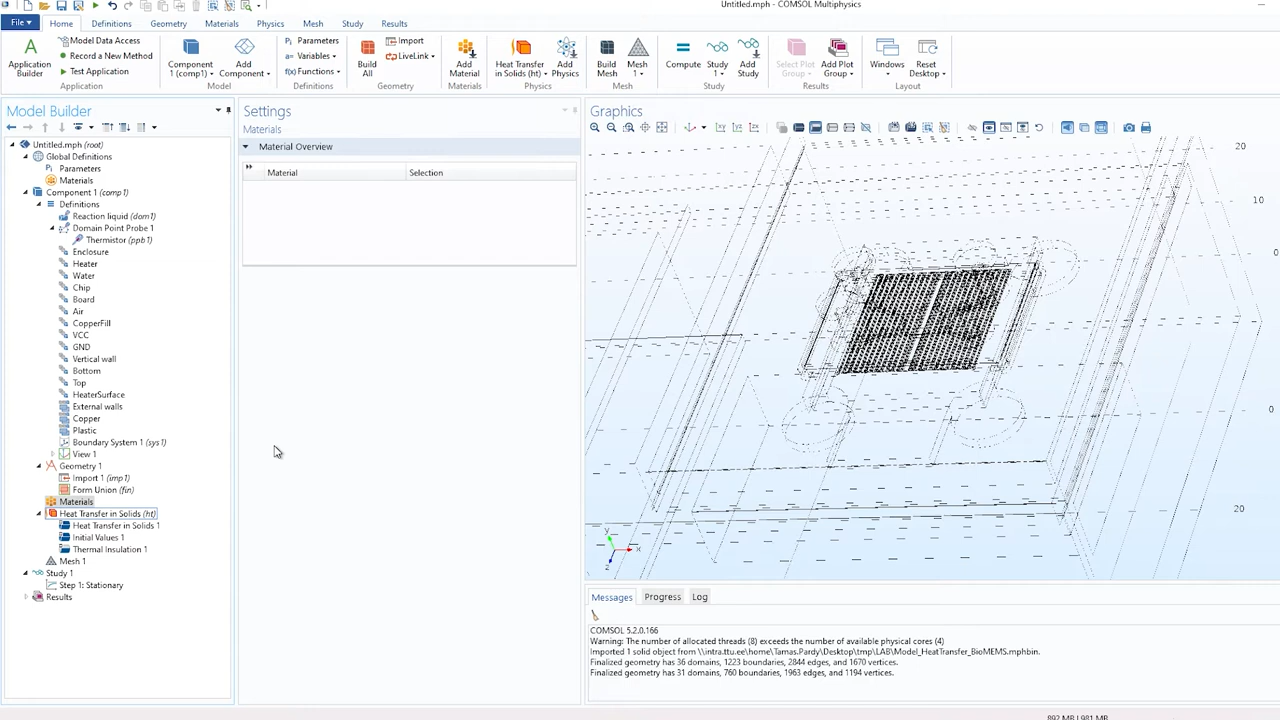 Untitled.mph - COMSOL Multiphysics
File Home Definitions Geometry Materials Physics Mesh Study Results
Application Builder
Model Data Access
Record a New Method
Test Application
Application
Component 1 (comp1)
Add Component
Model
Parameters
Variables
Functions
Definitions
Build All
Import
LiveLink
Geometry
Add Material
Materials
Heat Transfer in Solids (ht)
Add Physics
Physics
Build Mesh
Mesh 1
Mesh
Compute
Study 1
Add Study
Study
Select Plot Group
Add Plot Group
Results
Windows
Reset Desktop
Layout
Model Builder
Untitled.mph (root)
Global Definitions
Parameters
Materials
Component 1 (comp1)
Definitions
Reaction liquid (dom1)
Domain Point Probe 1
Thermistor (ppb1)
Enclosure
Heater
Water
Chip
Board
Air
CopperFill
VCC
GND
Vertical wall
Bottom
Top
HeaterSurface
External walls
Copper
Plastic
Boundary System 1 (sys1)
View 1
Geometry 1
Import 1 (imp1)
Form Union (fin)
Materials
Heat Transfer in Solids (ht)
Heat Transfer in Solids 1
Initial Values 1
Thermal Insulation 1
Mesh 1
Study 1
Step 1: Stationary
Results
Settings
Materials
Material Overview
Material Selection
Graphics
20
10
0
0
20
y
x
z
Messages Progress Log
COMSOL 5.2.0.166
Warning: The number of allocated threads (8) exceeds the number of available physical cores (4)
Imported 1 solid object from \\intra.ttu.ee\home\Tamas.Pardy\Desktop\tmp\LAB\Model_HeatTransfer_BioMEMS.mphbin.
Finalized geometry has 36 domains, 1223 boundaries, 2844 edges, and 1670 vertices.
Finalized geometry has 31 domains, 760 boundaries, 1963 edges, and 1194 vertices.
892 MB | 981 MB